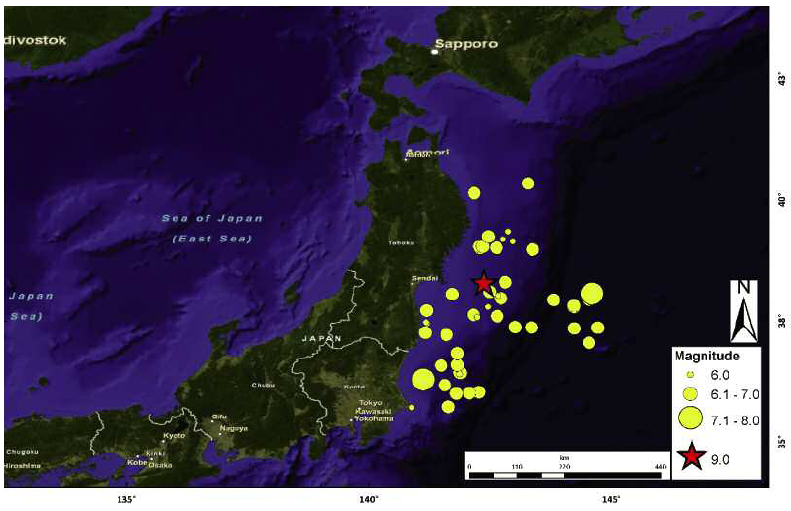 divostok
Sapporo
43°
Aomori
40°
Sea of Japan
(East Sea)
Tohoku
Sendai
Japan
Sea)
38°
N
JAPAN
Magnitude
6.0
6.1 - 7.0
7.1 - 8.0
9.0
Chubu
Kanto
Tokyo
Kawasaki
Yokohama
Gifu
Nagoya
Kyoto
Kinki
Kobe
Osaka
Chugoku
Hiroshima
35°
km
0 110 220 440
135°
140°
145°